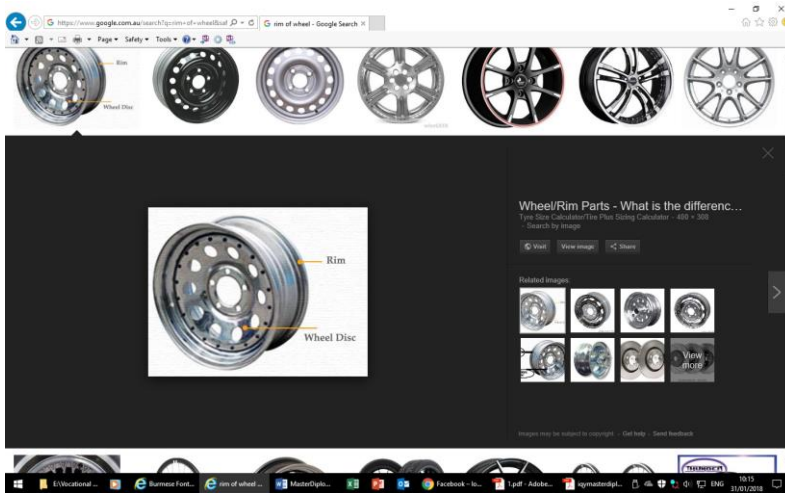 https://www.google.com.au/search?q=rim+of+wheel&saf
rim of wheel - Google Search
Page Safety Tools
Rim
Wheel Disc
Wheel/Rim Parts - What is the differenc...
Tyre Size Calculator/Tire Plus Sizing Calculator - 400 × 308
- Search by image
Visit View image Share
Related Images:
Rim
Wheel Disc
View
more
Images may be subject to copyright. - Get help - Send feedback
E:\Vocational ... Burmese Font... rim of wheel ... MasterDiplo... Facebook – lo... 1.pdf - Adobe... iqymasterdipl... ENG 10:15
31/01/2018